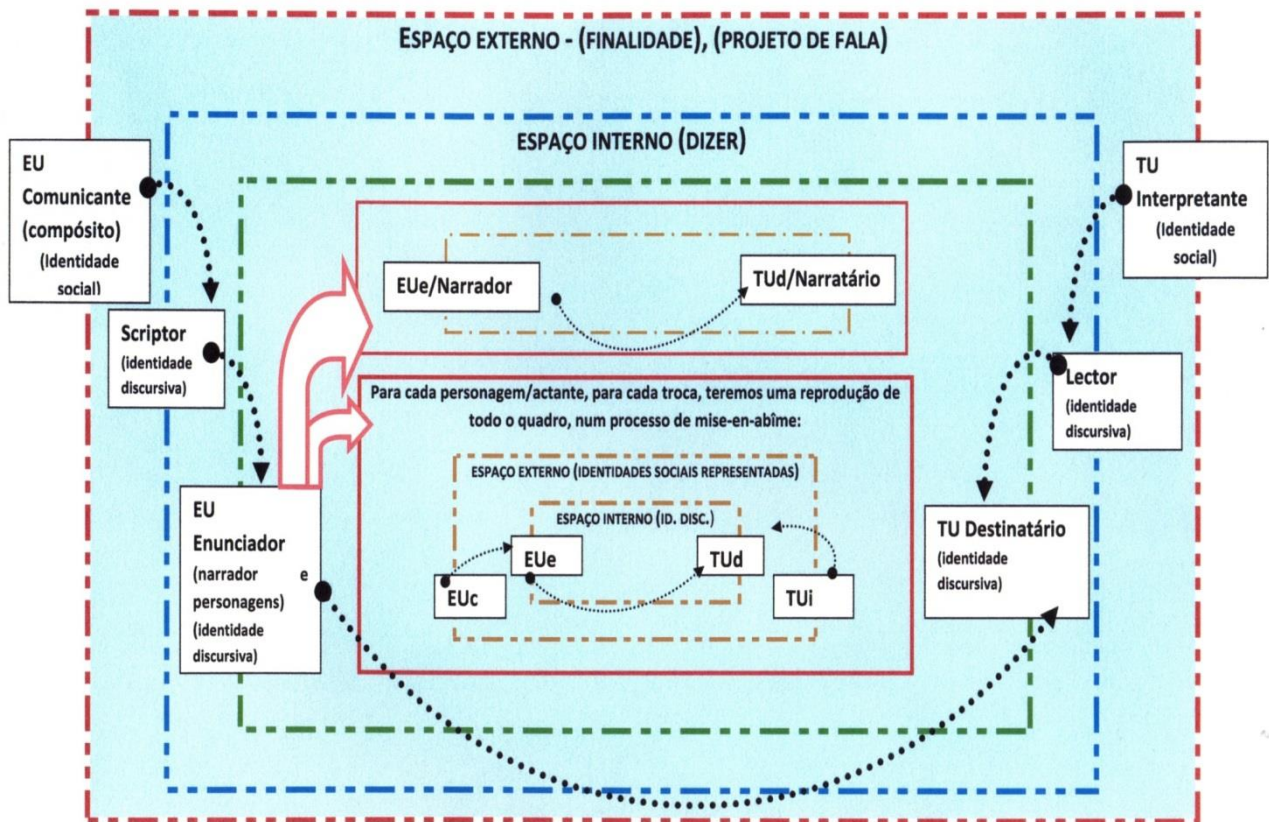 ESPAÇO EXTERNO - (FINALIDADE), (PROJETO DE FALA)
ESPAÇO INTERNO (DIZER)
EU
Comunicante
(compósito)
(Identidade
social)
TU
Interpretante
(Identidade
social)
EUe/Narrador
TUd/Narratário
Scriptor
(identidade
discursiva)
Lector
(identidade
discursiva)
Para cada personagem/actante, para cada troca, teremos uma reprodução de
todo o quadro, num processo de mise-en-abîme:
ESPAÇO EXTERNO (IDENTIDADES SOCIAIS REPRESENTADAS)
ESPAÇO INTERNO (ID. DISC.)
EUe
TUd
EUc
TUi
EU
Enunciador
(narrador e
personagens)
(identidade
discursiva)
TU Destinatário
(identidade
discursiva)